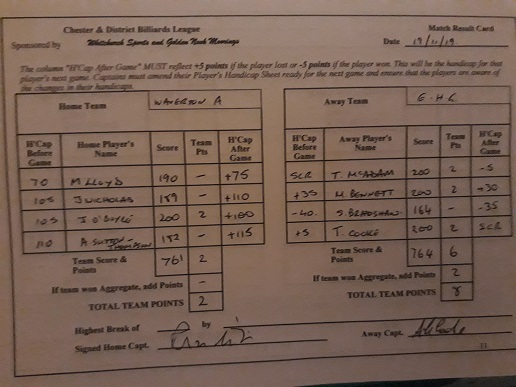 Chester & District Billiards League
Match Result Card
Sponsored by Whitchurch Sports and Golden Nook Moorings
Date 19/11/19
The column "H'Cap After Game" MUST reflect +5 points if the player lost or -5 points if the player won. This will be the handicap for that
player's next game. Captains must amend their Player's Handicap Sheet ready for the next game and ensure that the players are aware of
the changes in their handicaps.
Home Team WAVERTON A
H'Cap Before Game Home Player's Name Score Team Pts H'Cap After Game
70 M LLOYD 190 - +75
105 J NICHOLAS 189 - +110
105 J O'BOYLE 200 2 +100
110 A SUTTON-THOMPSON 182 - +115
Team Score & Points 761 2
If team won Aggregate, add Points -
TOTAL TEAM POINTS 2
Away Team E-H C
H'Cap Before Game Away Player's Name Score Team Pts H'Cap After Game
SCR T. MCADAM 200 2 -5
+35 M. BENNETT 200 2 +30
-40 S. BRADSHAW 164 - -35
+5 T. COOKE 200 2 SCR
Team Score & Points 764 6
If team won Aggregate, add Points 2
TOTAL TEAM POINTS 8
Highest Break of by
Signed Home Capt.
Away Capt.
11